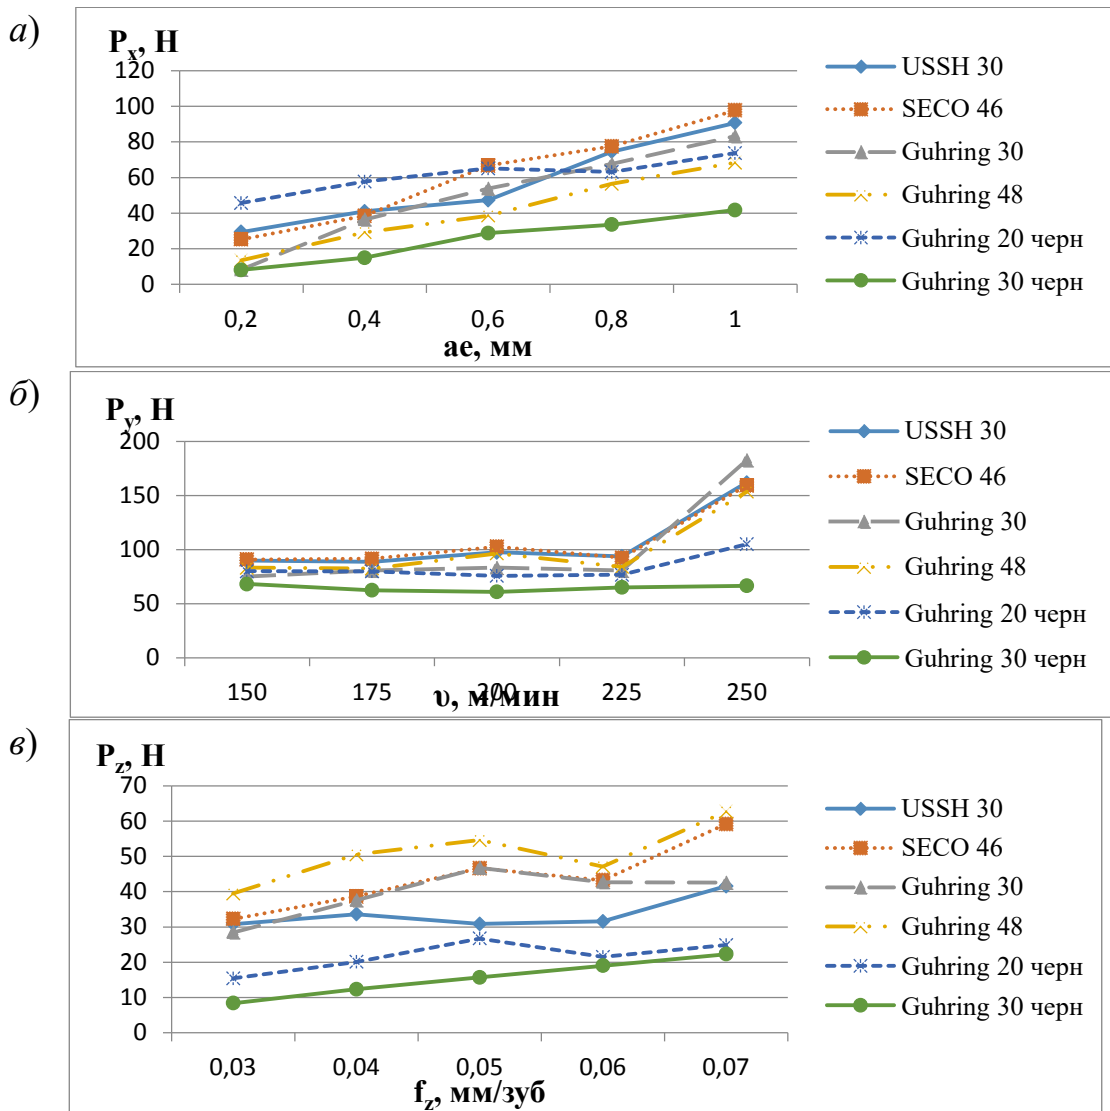 а)
Px, Н
120
100
80
60
40
20
0
0,2 0,4 0,6 0,8 1
ae, мм
USSH 30
SECO 46
Guhring 30
Guhring 48
Guhring 20 черн
Guhring 30 черн
б)
Py, Н
200
150
100
50
0
150 175 200 225 250
υ, м/мин
USSH 30
SECO 46
Guhring 30
Guhring 48
Guhring 20 черн
Guhring 30 черн
в)
Pz, Н
70
60
50
40
30
20
10
0
0,03 0,04 0,05 0,06 0,07
fz, мм/зуб
USSH 30
SECO 46
Guhring 30
Guhring 48
Guhring 20 черн
Guhring 30 черн